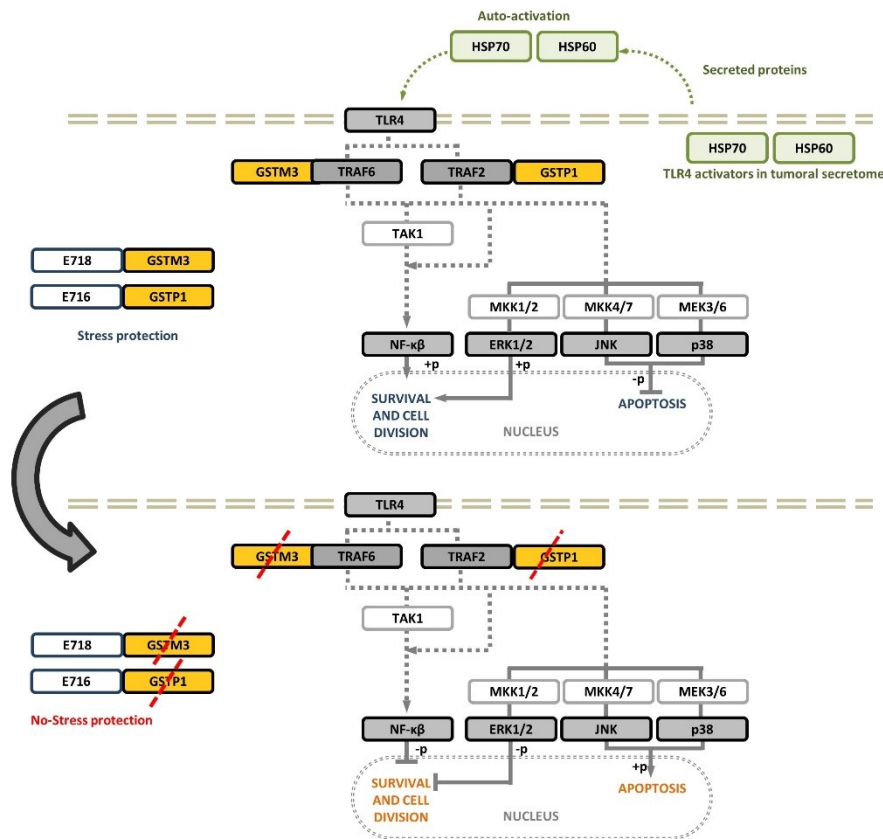 Auto-activation
HSP70 HSP60
Secreted proteins
TLR4
HSP70 HSP60
TLR4 activators in tumoral secretome
GSTM3 TRAF6 TRAF2 GSTP1
TAK1
E718 GSTM3
E716 GSTP1
Stress protection
MKK1/2 MKK4/7 MEK3/6
NF-κβ ERK1/2 JNK p38
+p +p -p
SURVIVAL
AND CELL
DIVISION
APOPTOSIS
NUCLEUS
TLR4
GSTM3 TRAF6 TRAF2 GSTP1
TAK1
E718 GSTM3
E716 GSTP1
No-Stress protection
MKK1/2 MKK4/7 MEK3/6
NF-κβ ERK1/2 JNK p38
-p -p +p
SURVIVAL
AND CELL
DIVISION
APOPTOSIS
NUCLEUS